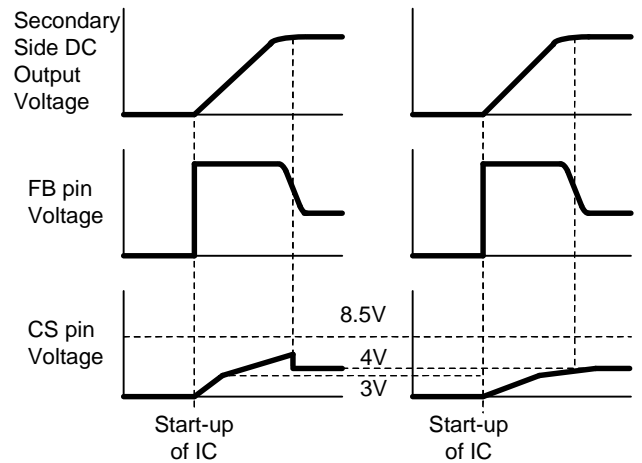 Secondary
Side DC
Output
Voltage
FB pin
Voltage
CS pin
Voltage
8.5V
4V
3V
Start-up
of IC
Start-up
of IC